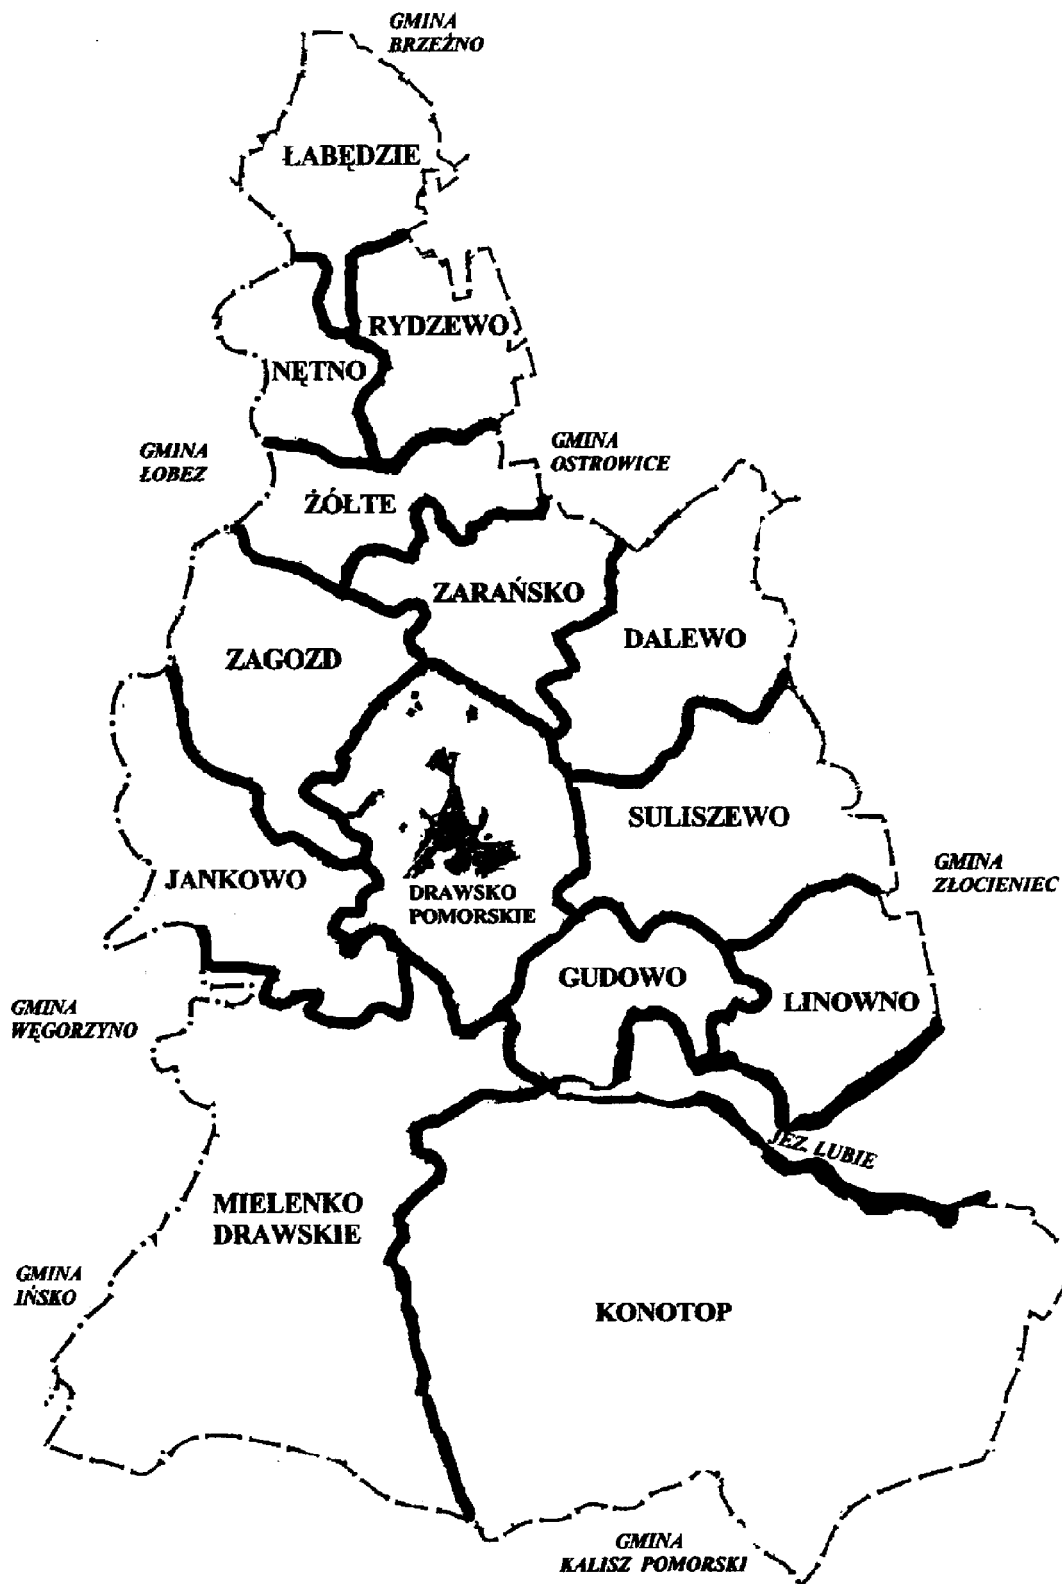 GMINA
BRZEŻNO
ŁABĘDZIE
RYDZEWO
NĘTNO
GMINA
ŁOBEZ
GMINA
OSTROWICE
ŻÓŁTE
ZARAŃSKO
DALEWO
ZAGOZD
SULISZEWO
JANKOWO
DRAWSKO
POMORSKIE
GMINA
ZŁOCIENIEC
GUDOWO
LINOWNO
GMINA
WĘGORZYNO
JEZ. LUBIE
MIELENKO
DRAWSKIE
GMINA
IŃSKO
KONOTOP
GMINA
KALISZ POMORSKI